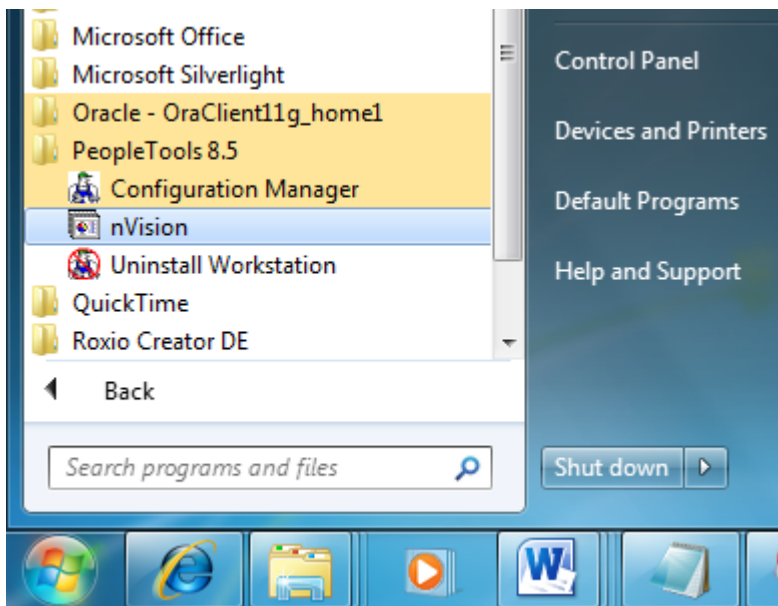 Microsoft Office
Microsoft Silverlight
Oracle - OraClient11g_home1
PeopleTools 8.5
Configuration Manager
nVision
Uninstall Workstation
QuickTime
Roxio Creator DE
Back
Search programs and files
Control Panel
Devices and Printers
Default Programs
Help and Support
Shut down
W